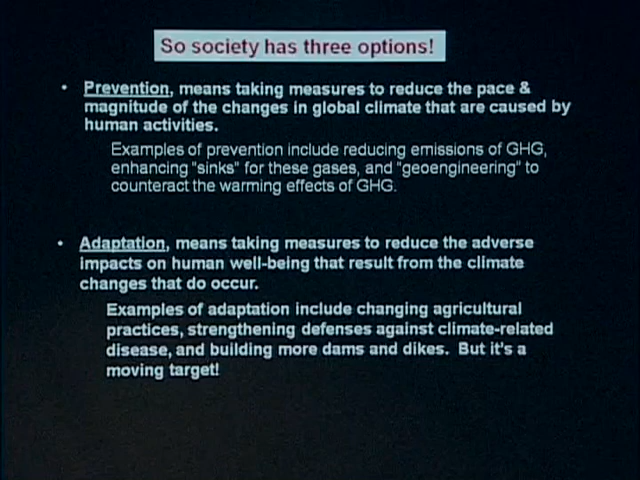 So society has three options!
• Prevention, means taking measures to reduce the pace &
magnitude of the changes in global climate that are caused by
human activities.
Examples of prevention include reducing emissions of GHG,
enhancing "sinks" for these gases, and "geoengineering" to
counteract the warming effects of GHG.
• Adaptation, means taking measures to reduce the adverse
impacts on human well-being that result from the climate
changes that do occur.
Examples of adaptation include changing agricultural
practices, strengthening defenses against climate-related
disease, and building more dams and dikes. But it's a
moving target!